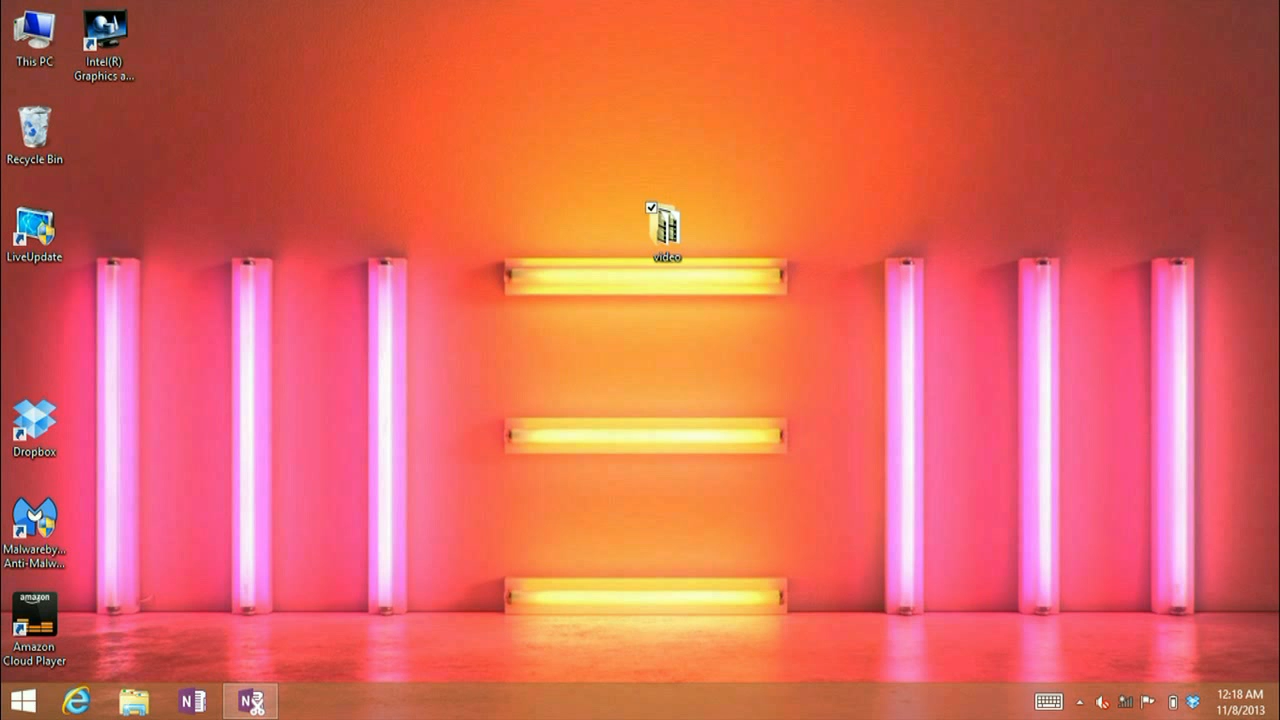 This PC
Intel(R)
Graphics a...
Recycle Bin
video
LiveUpdate
Dropbox
Malwareby...
Anti-Malw...
amazon
Amazon
Cloud Player
N
N
12:18 AM
11/8/2013